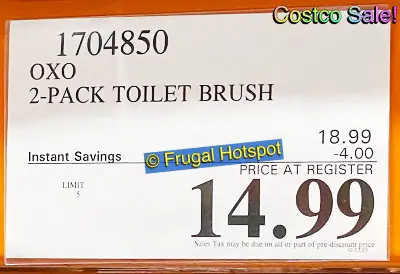 Costco Sale!
1704850
OXO
2-PACK TOILET BRUSH
18.99
Instant Savings -4.00
© Frugal Hotspot
PRICE AT REGISTER
LIMIT
5
14.99
Sales Tax may be due on all or part of pre-discount price